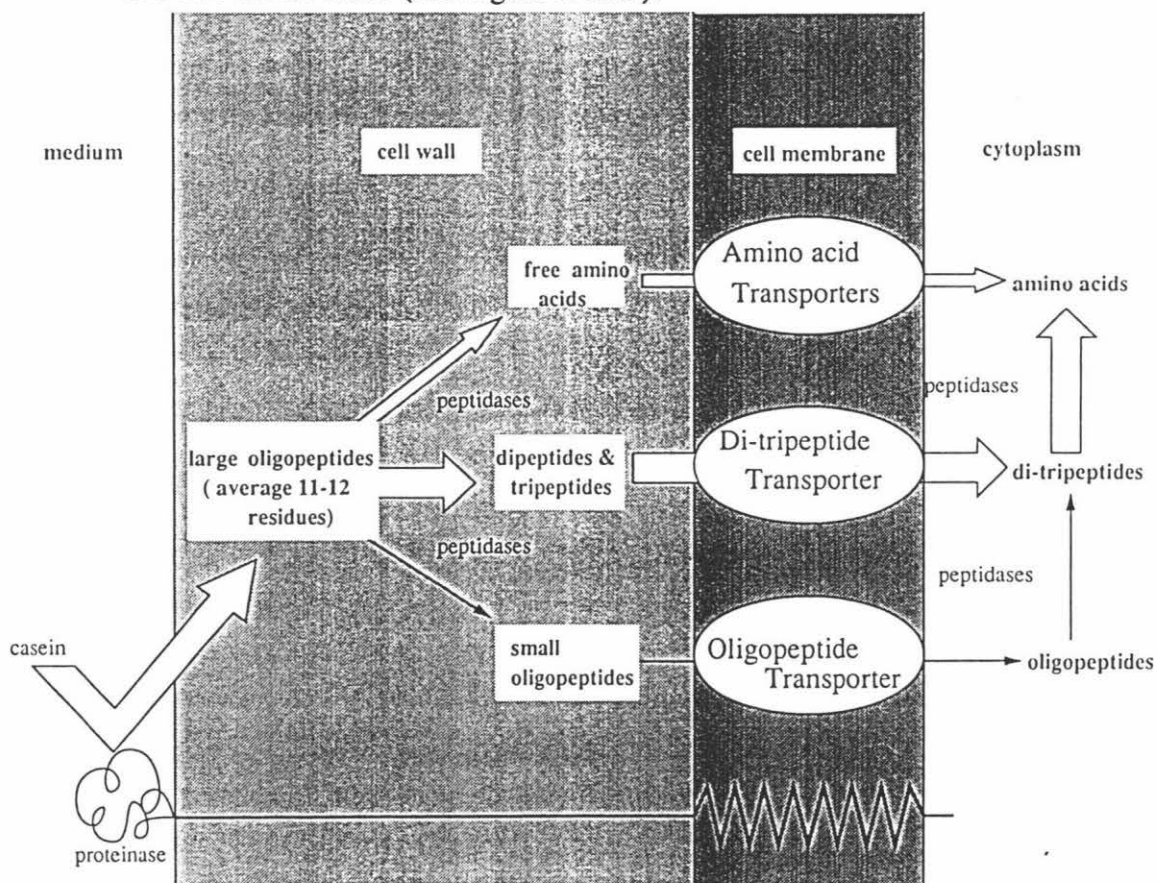 medium
cell wall
cell membrane
cytoplasm
free amino
acids
Amino acid
Transporters
amino acids
peptidases
peptidases
large oligopeptides
( average 11-12
residues)
dipeptides &
tripeptides
Di-tripeptide
Transporter
di-tripeptides
peptidases
peptidases
casein
small
oligopeptides
Oligopeptide
Transporter
oligopeptides
proteinase